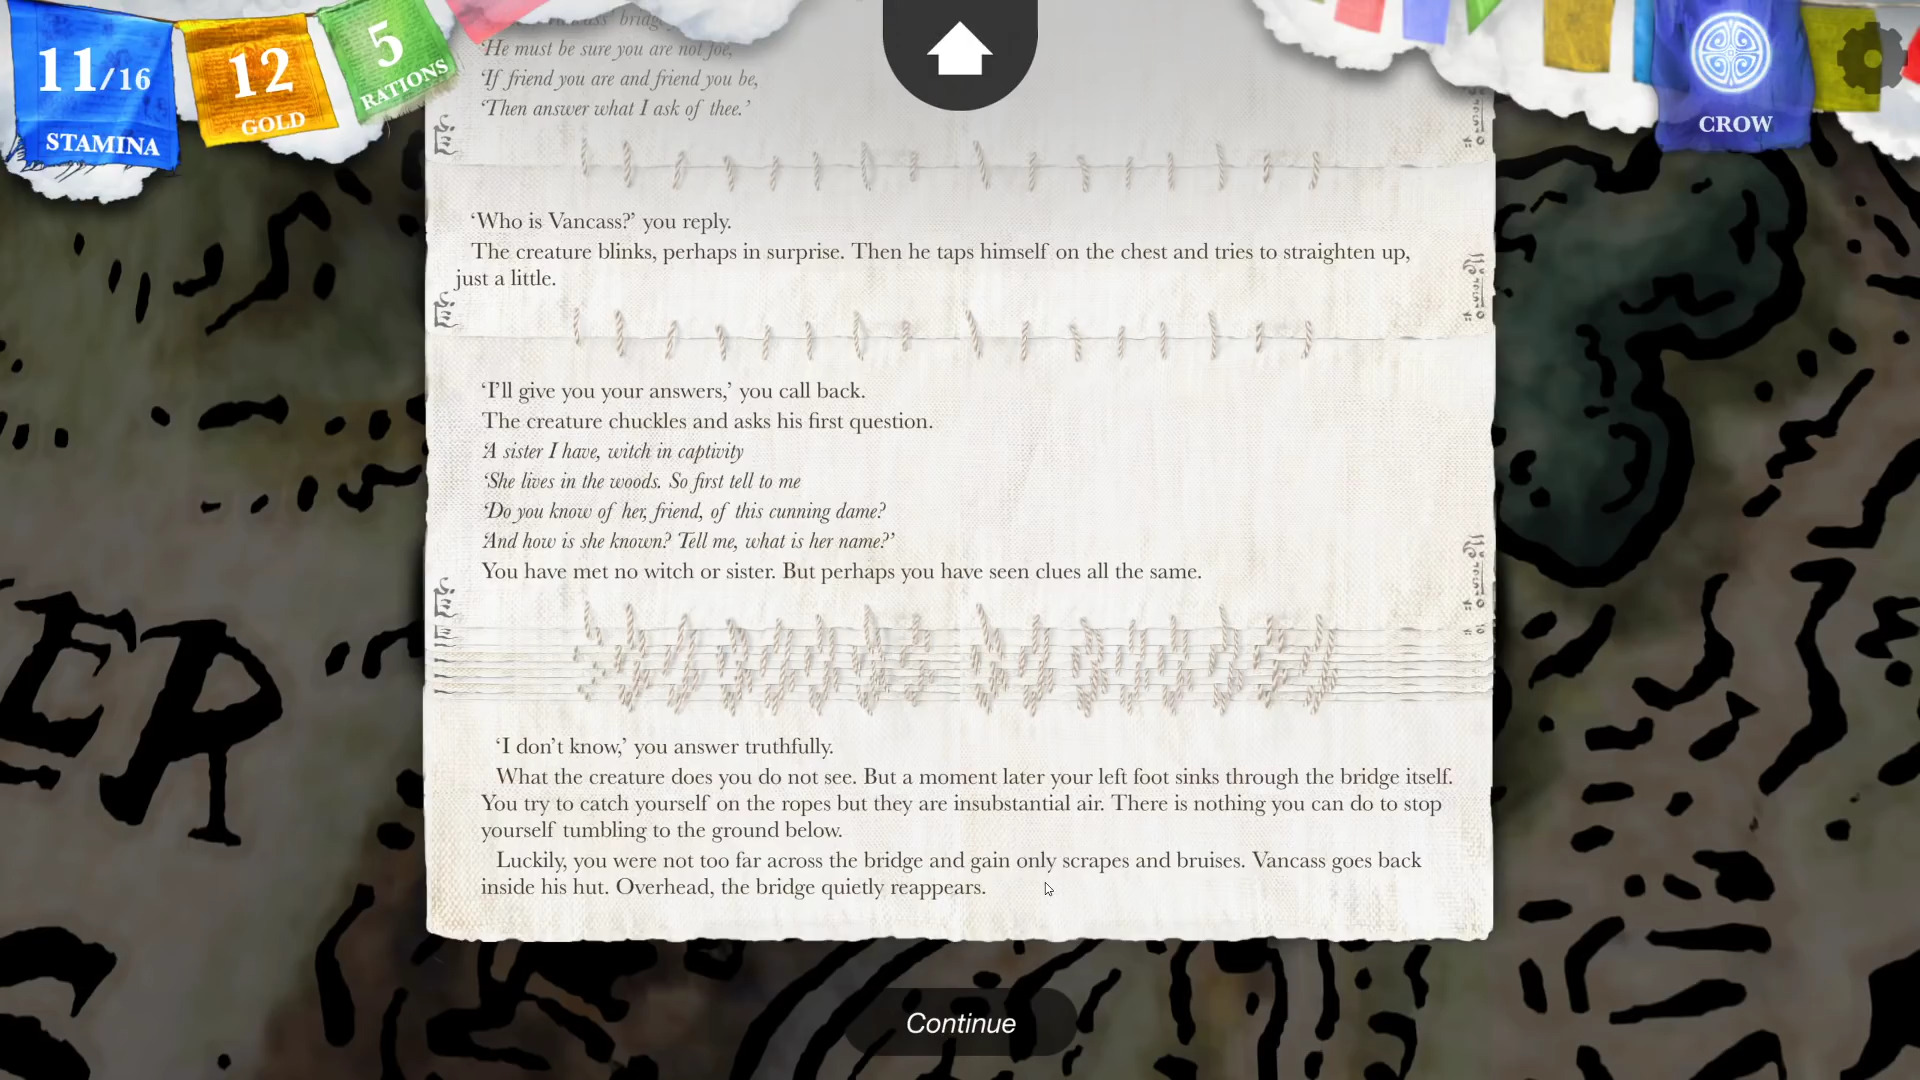 11/16
STAMINA
12
GOLD
5
RATIONS
CROW
bridge
‘He must be sure you are not foe,
‘If friend you are and friend you be,
‘Then answer what I ask of thee.’
‘Who is Vancass?’ you reply.
The creature blinks, perhaps in surprise. Then he taps himself on the chest and tries to straighten up,
just a little.
‘I’ll give you your answers,’ you call back.
The creature chuckles and asks his first question.
‘A sister I have, witch in captivity
‘She lives in the woods. So first tell to me
‘Do you know of her, friend, of this cunning dame?
‘And how is she known? Tell me, what is her name?’
You have met no witch or sister. But perhaps you have seen clues all the same.
‘I don’t know,’ you answer truthfully.
What the creature does you do not see. But a moment later your left foot sinks through the bridge itself.
You try to catch yourself on the ropes but they are insubstantial air. There is nothing you can do to stop
yourself tumbling to the ground below.
Luckily, you were not too far across the bridge and gain only scrapes and bruises. Vancass goes back
inside his hut. Overhead, the bridge quietly reappears.
Continue
ER